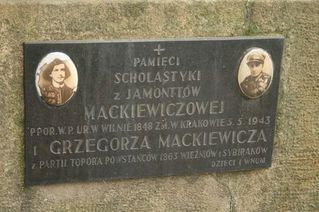 PAMIĘCI
SCHOLASTYKI
z JAMONTTÓW
MACKIEWICZOWEJ
PPOR. W.P. UR. W WILNIE 1848 ZM. W KRAKOWIE 5.5.1943
I GRZEGORZA MACKIEWICZA
z PARTII TOPORA POWSTAŃCÓW 1863 WIĘŹNIÓW I SYBIRAKÓW
DZIECI I WNUKI